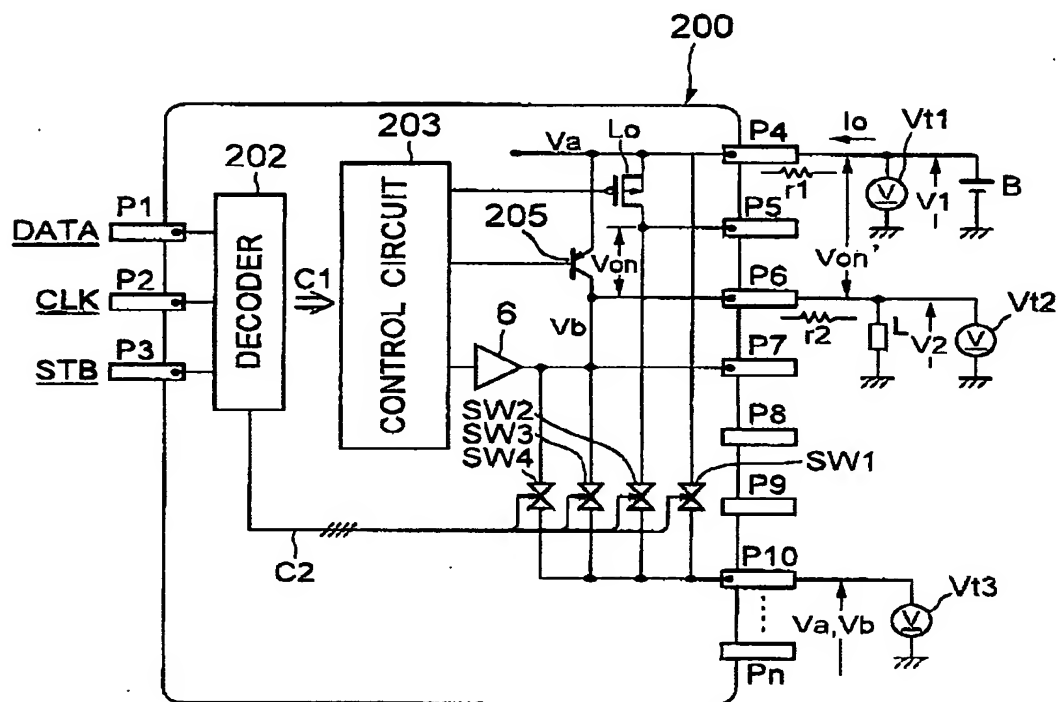 200
203
202
Lo
Va
P4
Io
Vt1
r1
V1
B
P1
DATA
P5
205
Von
Von'
P2
CLK
C1
DECODER
CONTROL CIRCUIT
P6
Vt2
Vb
6
r2
L
V2
P3
STB
P7
SW2
SW3
SW4
P8
SW1
P9
C2
P10
Vt3
Va,Vb
Pn
V
V
V